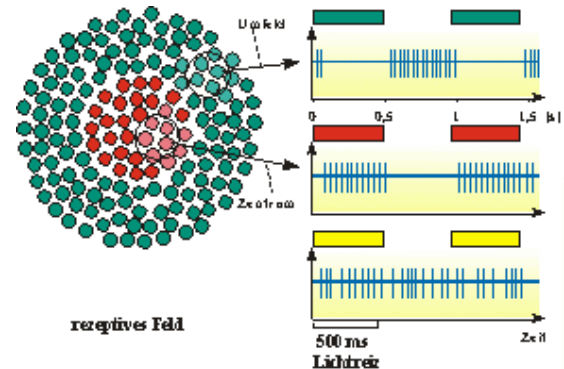 Umfeld
0
0,5
1
1,5
[s]
Zentrum
rezeptives Feld
500 ms
Lichtreiz
Zeit